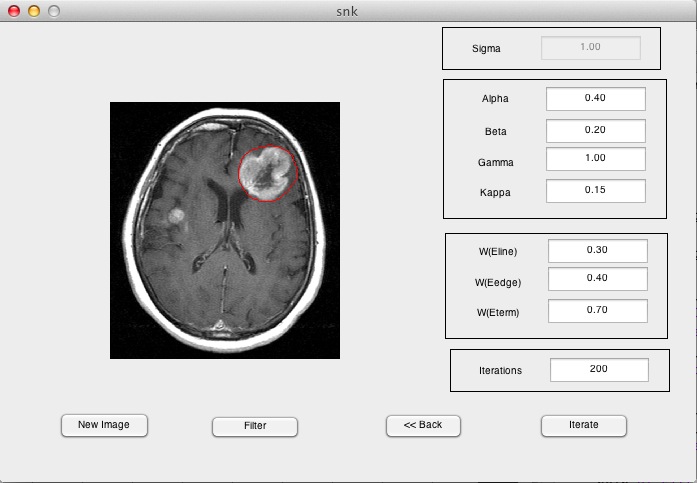 snk
Sigma 1.00
Alpha 0.40
Beta 0.20
Gamma 1.00
Kappa 0.15
W(Eline) 0.30
W(Eedge) 0.40
W(Eterm) 0.70
Iterations 200
New Image Filter << Back Iterate